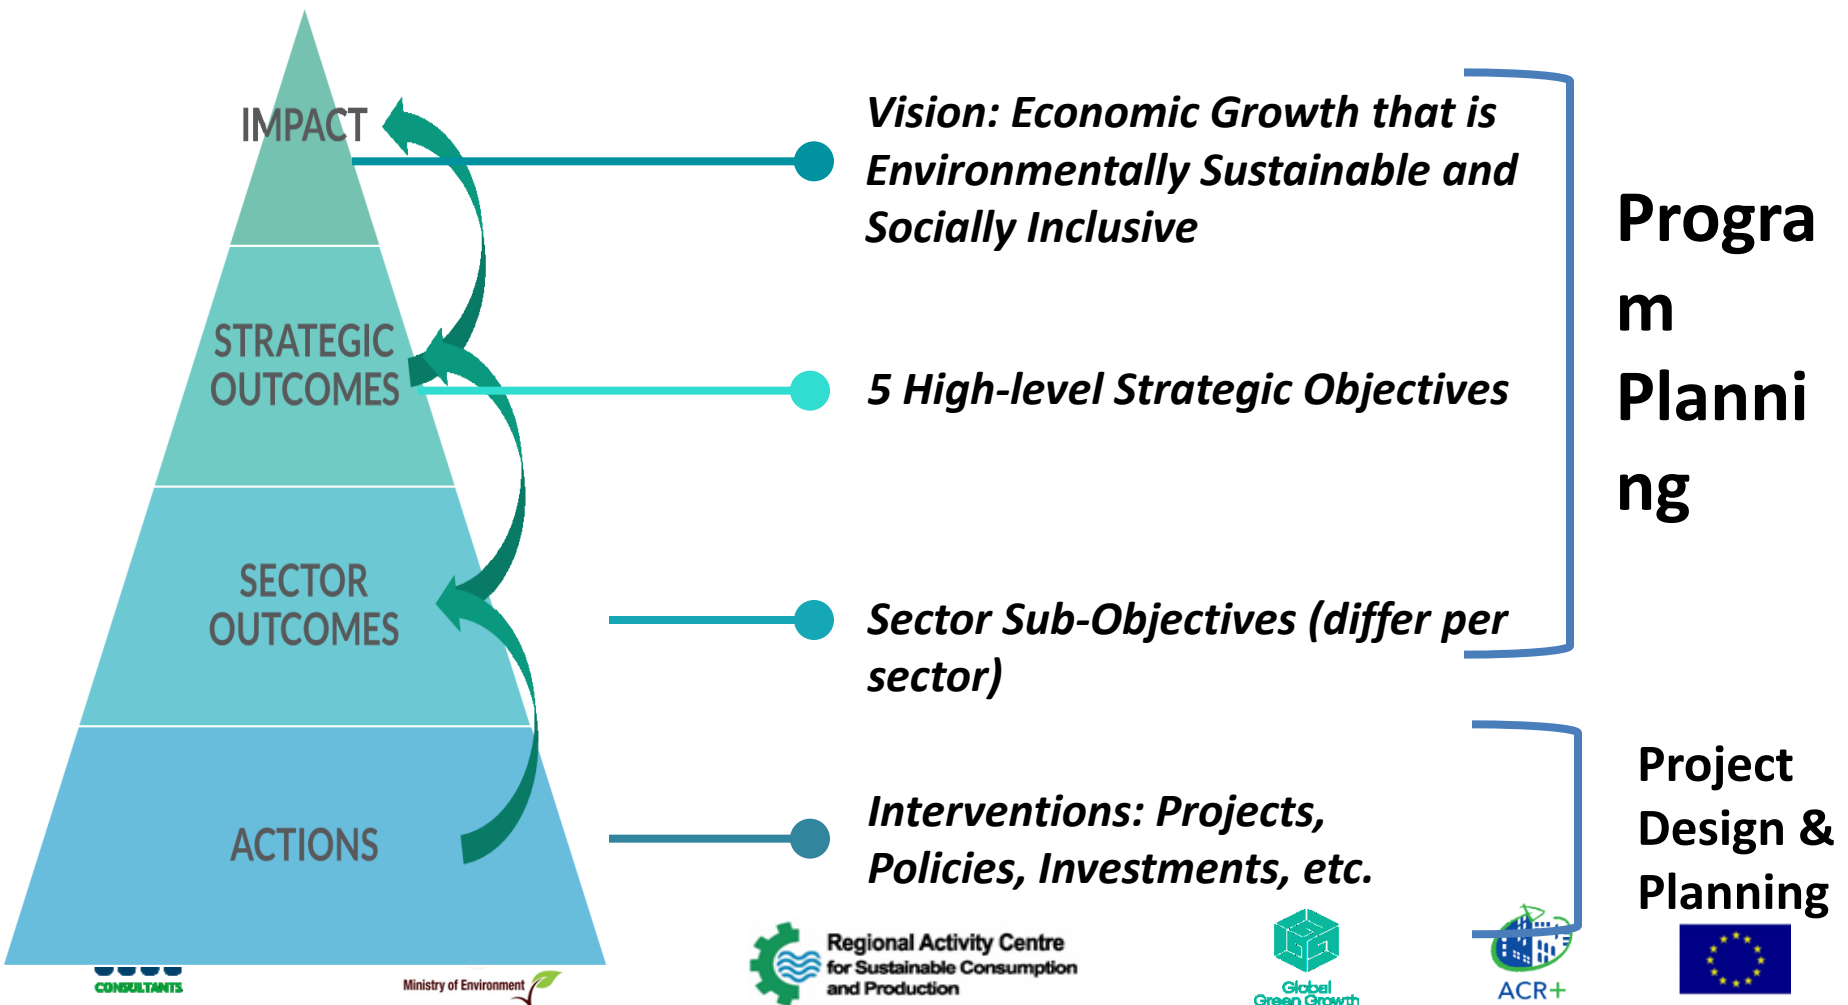 IMPACT
Vision: Economic Growth that is
Environmentally Sustainable and
Socially Inclusive
Progra
m
Planni
ng
STRATEGIC
OUTCOMES
5 High-level Strategic Objectives
SECTOR
OUTCOMES
Sector Sub-Objectives (differ per
sector)
ACTIONS
Interventions: Projects,
Policies, Investments, etc.
Project
Design &
Planning
CONSULTANTS
Ministry of Environment
Regional Activity Centre
for Sustainable Consumption
and Production
Global
Green Growth
ACR+